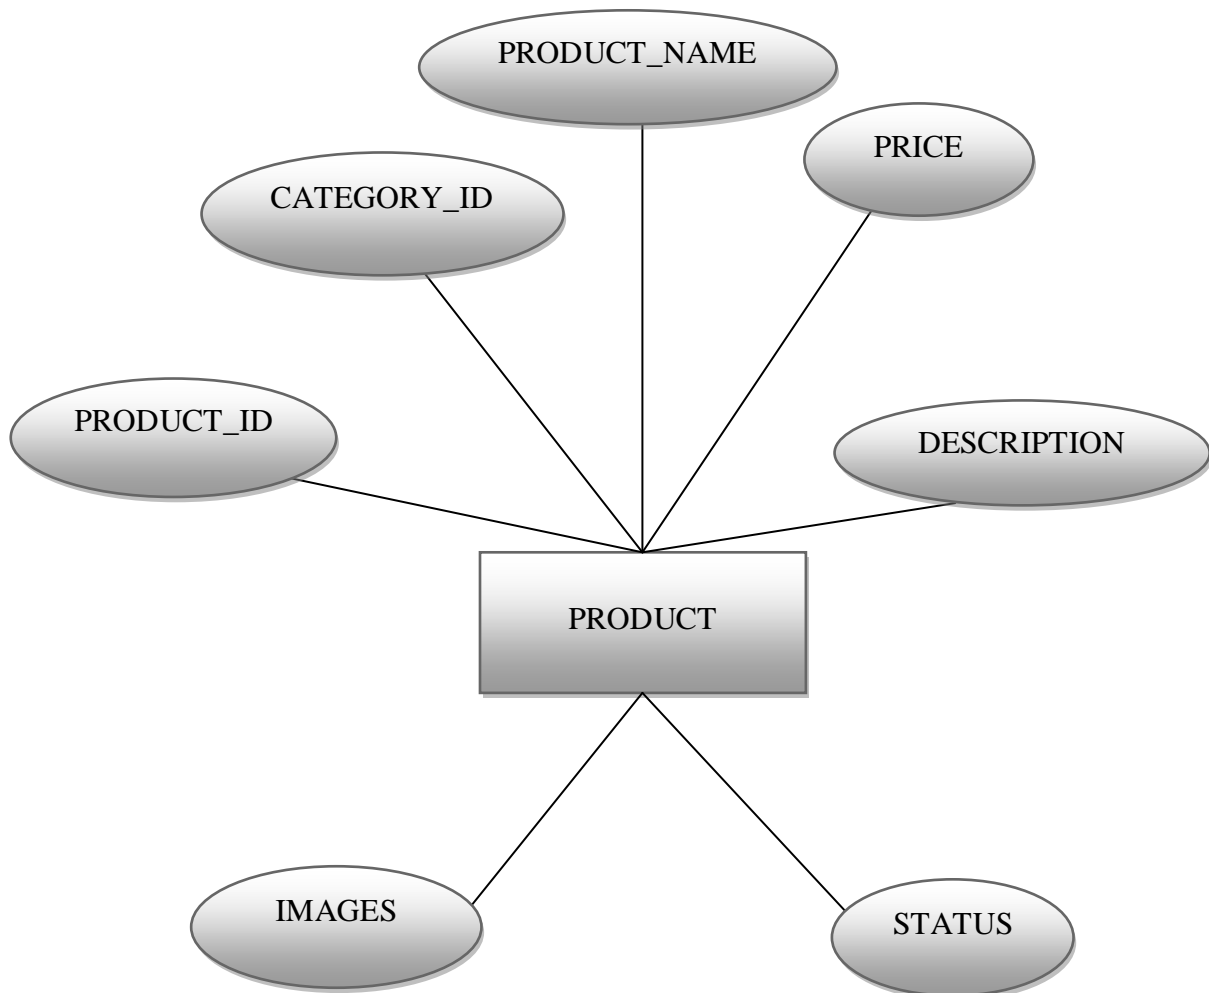 PRODUCT_NAME
PRICE
CATEGORY_ID
PRODUCT_ID
DESCRIPTION
PRODUCT
IMAGES
STATUS